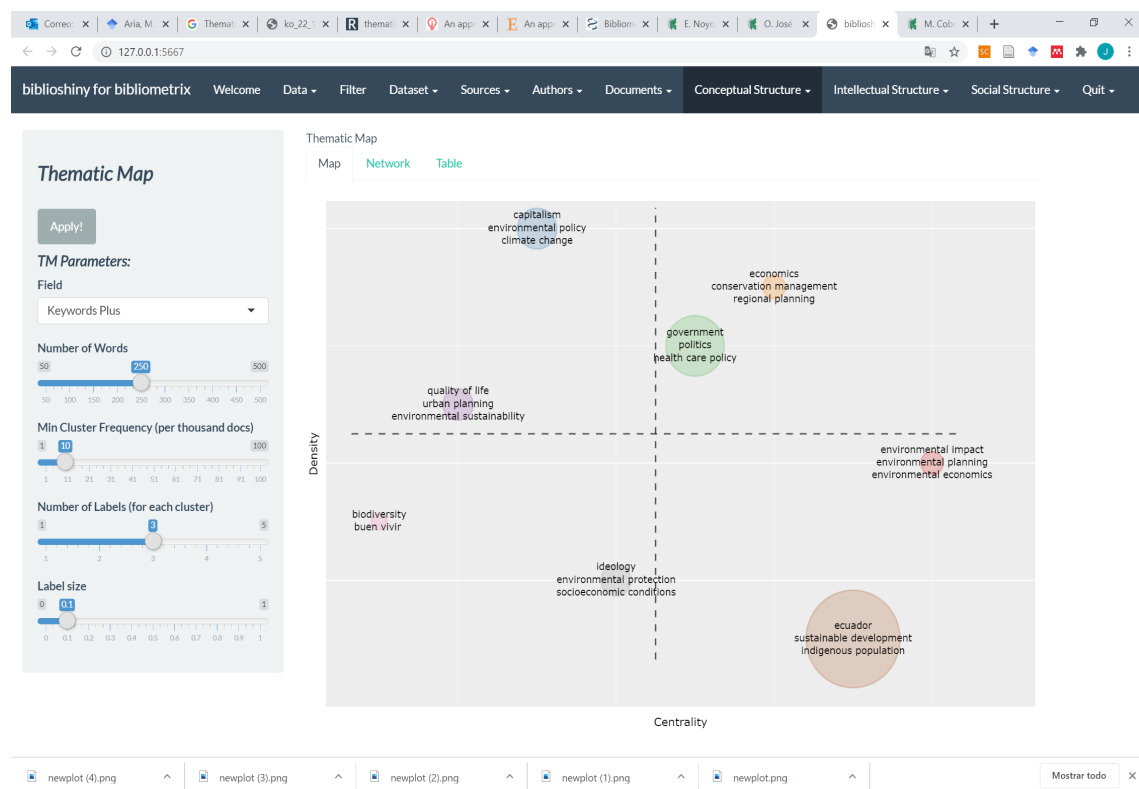 Correo:
Aria, M.
Themat
ko_22_1
themati
An appr
An appr
Bibliom
E. Noyo
O. José
bibliosh
M. Cobo
127.0.0.1:5667
biblioshiny for bibliometrix Welcome Data Filter Dataset Sources Authors Documents Conceptual Structure Intellectual Structure Social Structure Quit
Thematic Map
Apply!
TM Parameters:
Field
Keywords Plus
Number of Words
50 250 500
50 100 150 200 250 300 350 400 450 500
Min Cluster Frequency (per thousand docs)
1 10 100
1 11 21 31 41 51 61 71 81 91 100
Number of Labels (for each cluster)
1 3 5
1 2 3 4 5
Label size
0 0.1 1
0 0.1 0.2 0.3 0.4 0.5 0.6 0.7 0.8 0.9 1
Thematic Map
Map Network Table
capitalism
environmental policy
climate change
economics
conservation management
regional planning
government
politics
health care policy
quality of life
urban planning
environmental sustainability
environmental impact
environmental planning
environmental economics
biodiversity
buen vivir
ideology
environmental protection
socioeconomic conditions
ecuador
sustainable development
indigenous population
Density
Centrality
newplot (4).png
newplot (3).png
newplot (2).png
newplot (1).png
newplot.png
Mostrar todo